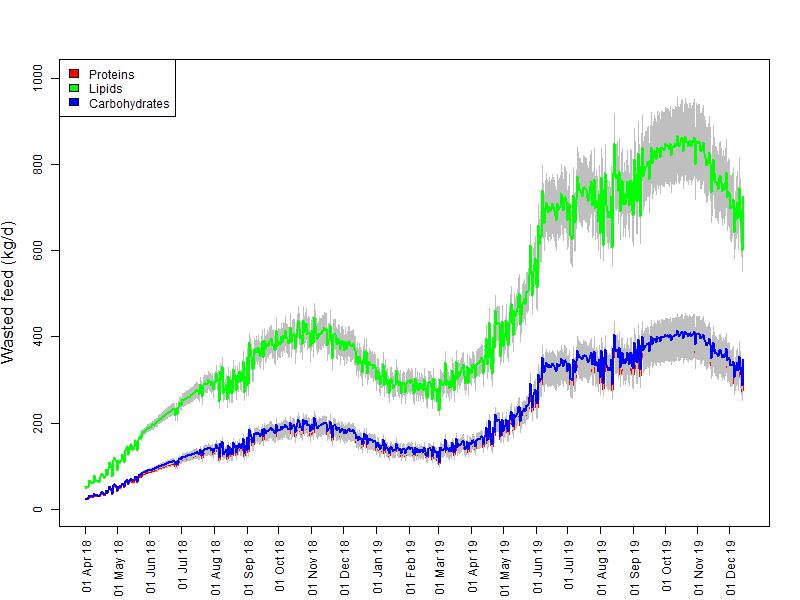 Proteins
Lipids
Carbohydrates
Wasted feed (kg/d)
1000
800
600
400
200
0
01 Apr 18
01 May 18
01 Jun 18
01 Jul 18
01 Aug 18
01 Sep 18
01 Oct 18
01 Nov 18
01 Dec 18
01 Jan 19
01 Feb 19
01 Mar 19
01 Apr 19
01 May 19
01 Jun 19
01 Jul 19
01 Aug 19
01 Sep 19
01 Oct 19
01 Nov 19
01 Dec 19